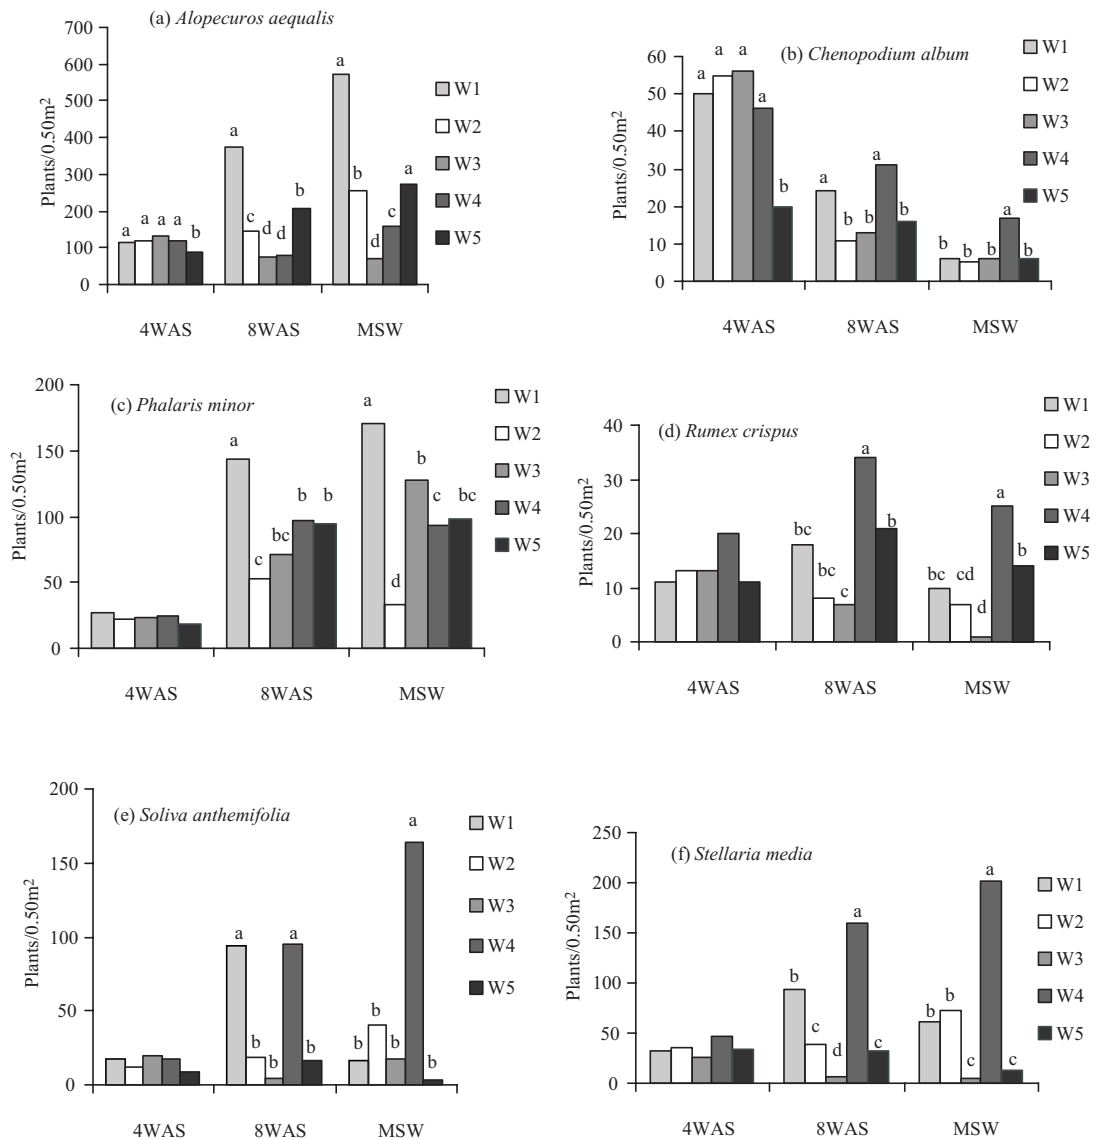 (a) Alopecuros aequalis
Plants/0.50m²
700
600
500
400
300
200
100
0
a a a a b
a c d d b
a b d c a
4WAS 8WAS MSW
W1
W2
W3
W4
W5
(b) Chenopodium album
Plants/0.50m²
60
50
40
30
20
10
0
a a a a b
a b b a b
b b b a b
4WAS 8WAS MSW
W1
W2
W3
W4
W5
(c) Phalaris minor
Plants/0.50m²
200
150
100
50
0
a c bc b b
a d b c bc
4WAS 8WAS MSW
W1
W2
W3
W4
W5
(d) Rumex crispus
Plants/0.50m²
40
30
20
10
0
bc bc c a b
bc cd d a b
4WAS 8WAS MSW
W1
W2
W3
W4
W5
(e) Soliva anthemifolia
Plants/0.50m²
200
150
100
50
0
a b b a b
b b b a b
4WAS 8WAS MSW
W1
W2
W3
W4
W5
(f) Stellaria media
Plants/0.50m²
250
200
150
100
50
0
b c d a c
b b c a c
4WAS 8WAS MSW
W1
W2
W3
W4
W5